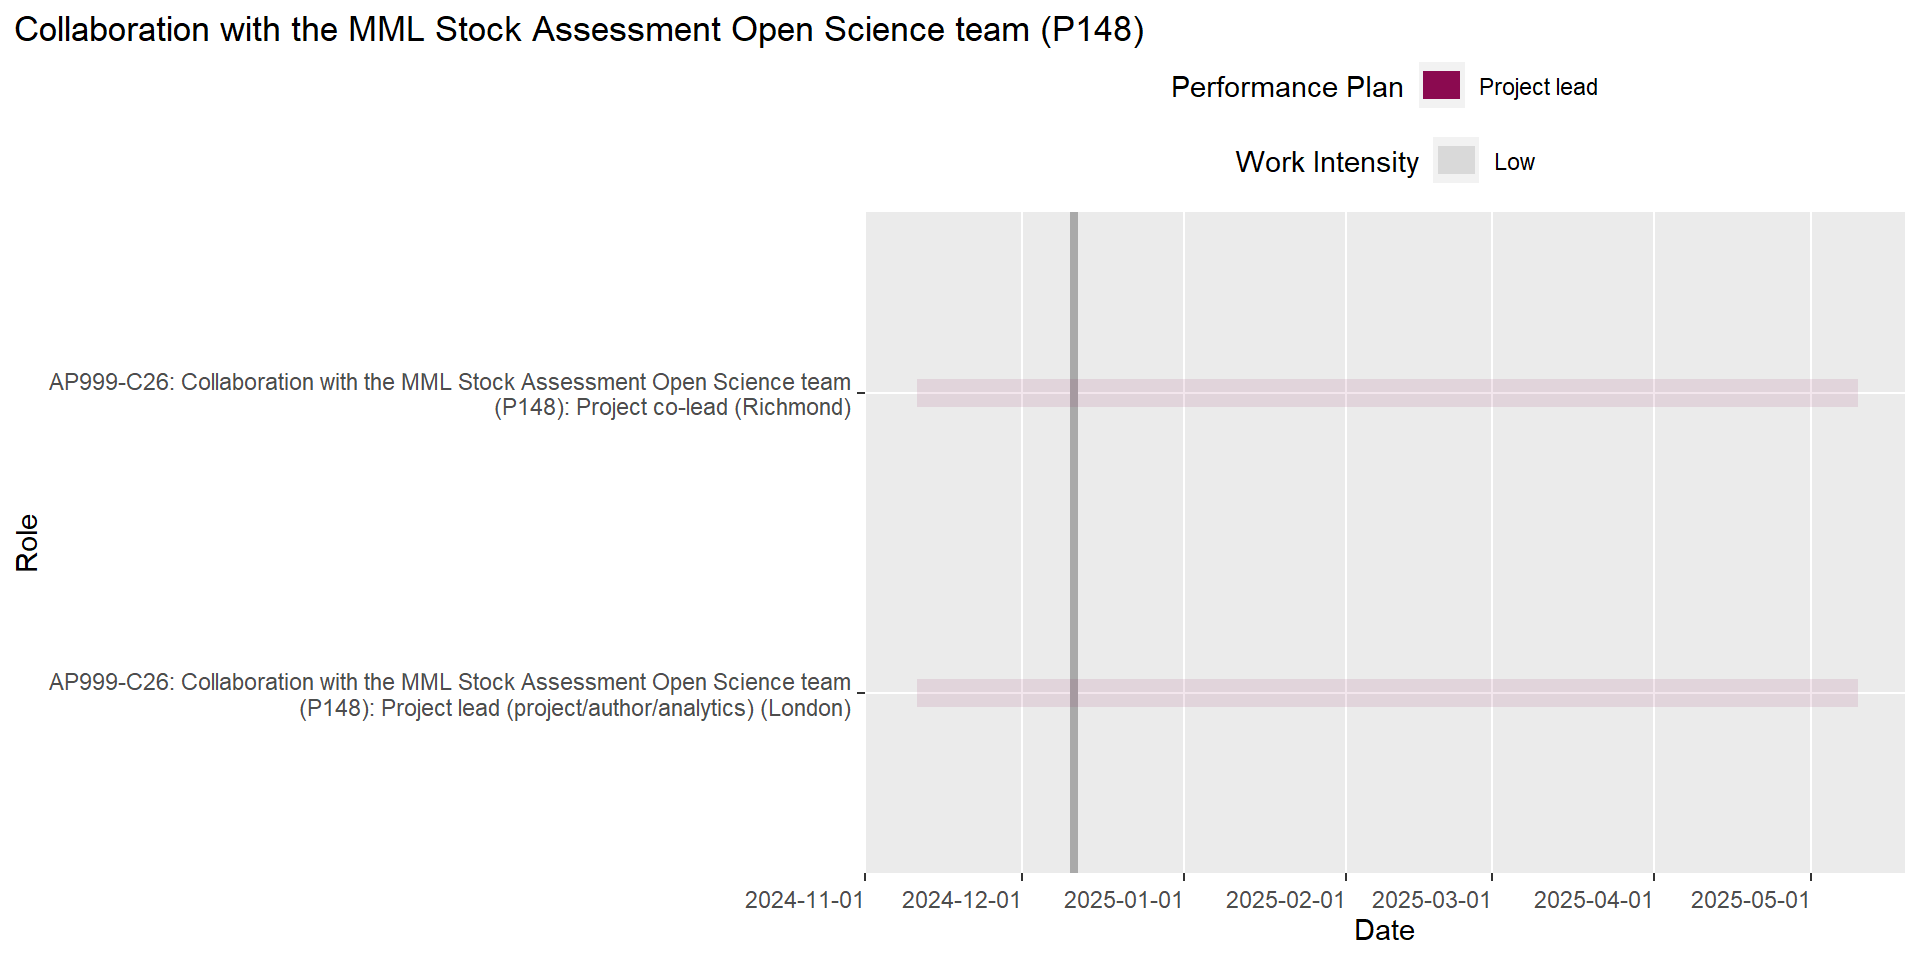 Collaboration with the MML Stock Assessment Open Science team (P148)
Performance Plan Project lead
Work Intensity Low
AP999-C26: Collaboration with the MML Stock Assessment Open Science team
(P148): Project co-lead (Richmond)
Role
AP999-C26: Collaboration with the MML Stock Assessment Open Science team
(P148): Project lead (project/author/analytics) (London)
2024-11-01 2024-12-01 2025-01-01 2025-02-01 2025-03-01 2025-04-01 2025-05-01
Date